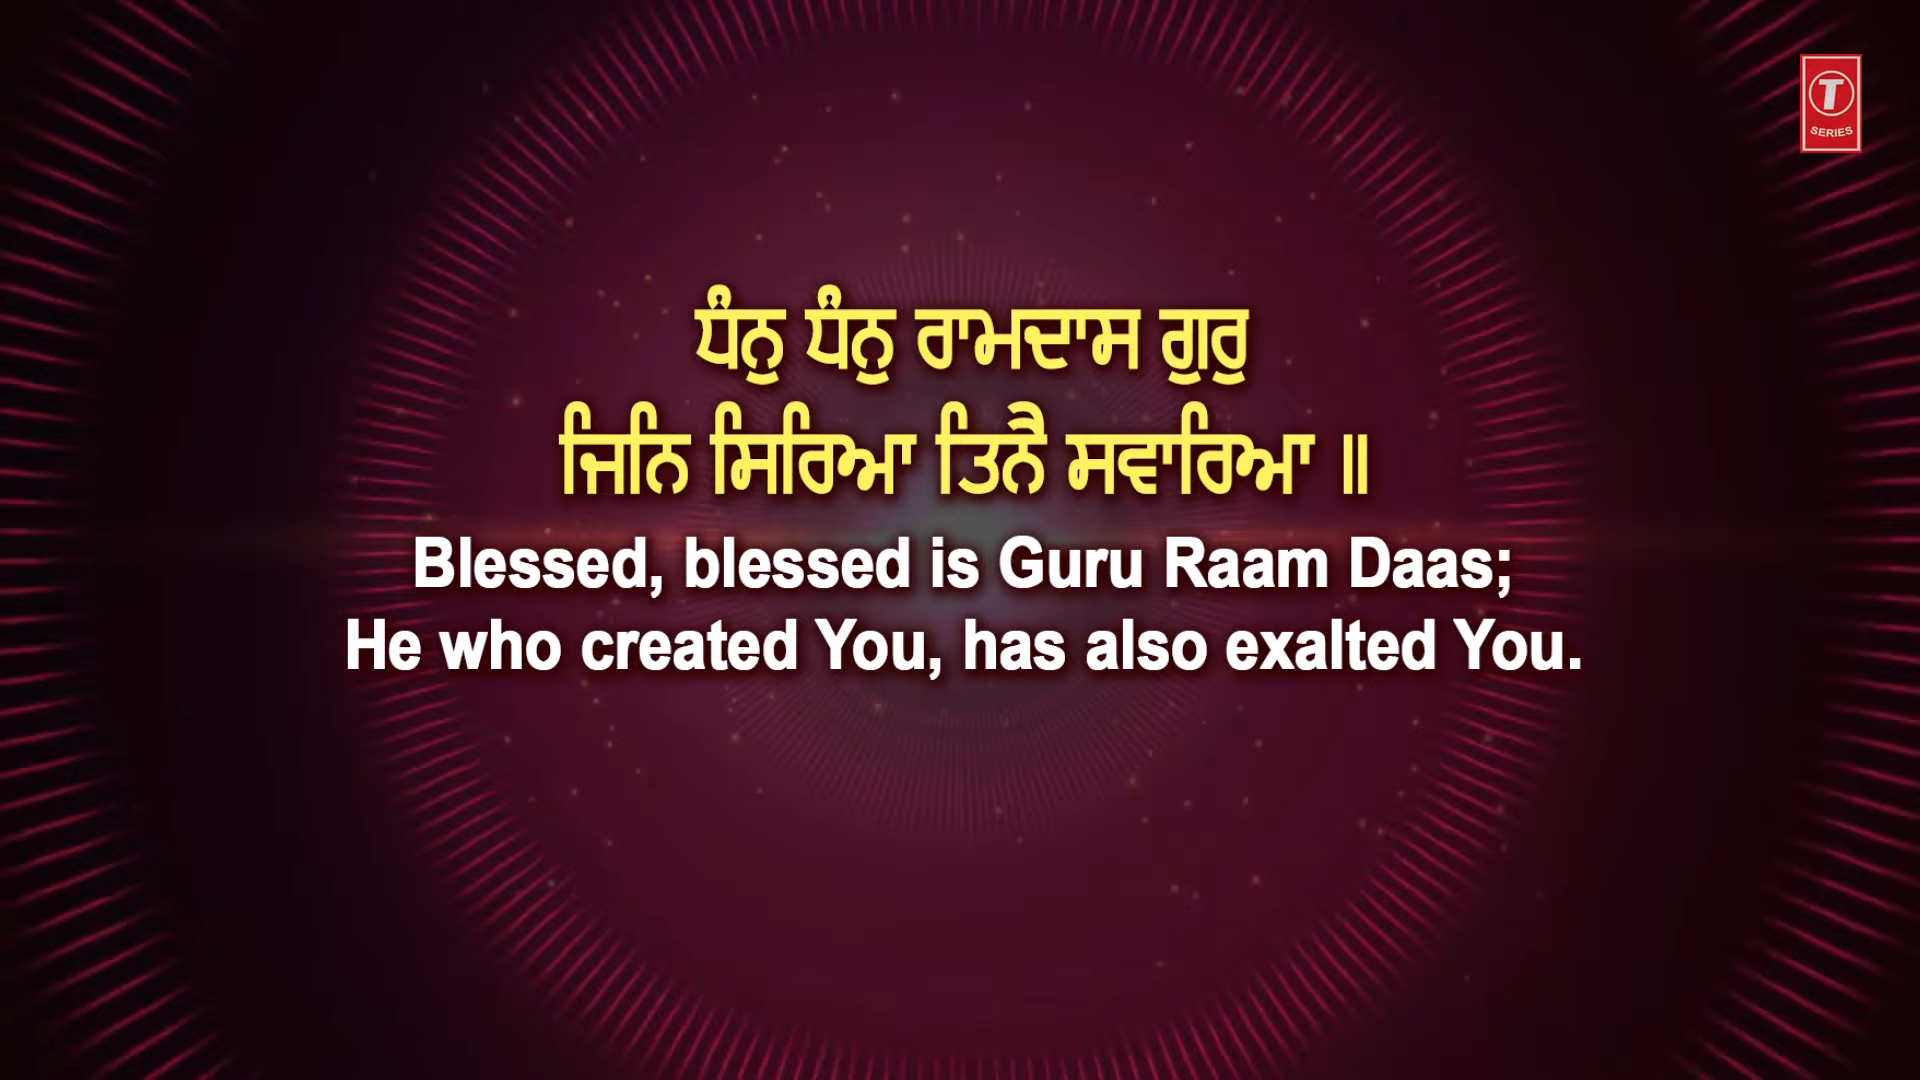 T
SERIES
ਧੰਨੁ ਧੰਨੁ ਰਾਮਦਾਸ ਗੁਰੁ
ਜਿਨਿ ਸਿਰਿਆ ਤਿਨੈ ਸਵਾਰਿਆ ॥
Blessed, blessed is Guru Raam Daas;
He who created You, has also exalted You.